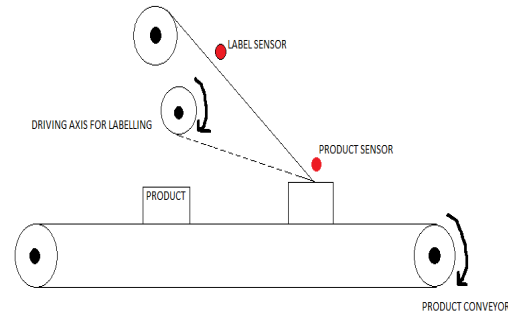 LABEL SENSOR
DRIVING AXIS FOR LABELLING
PRODUCT SENSOR
PRODUCT
PRODUCT CONVEYOR